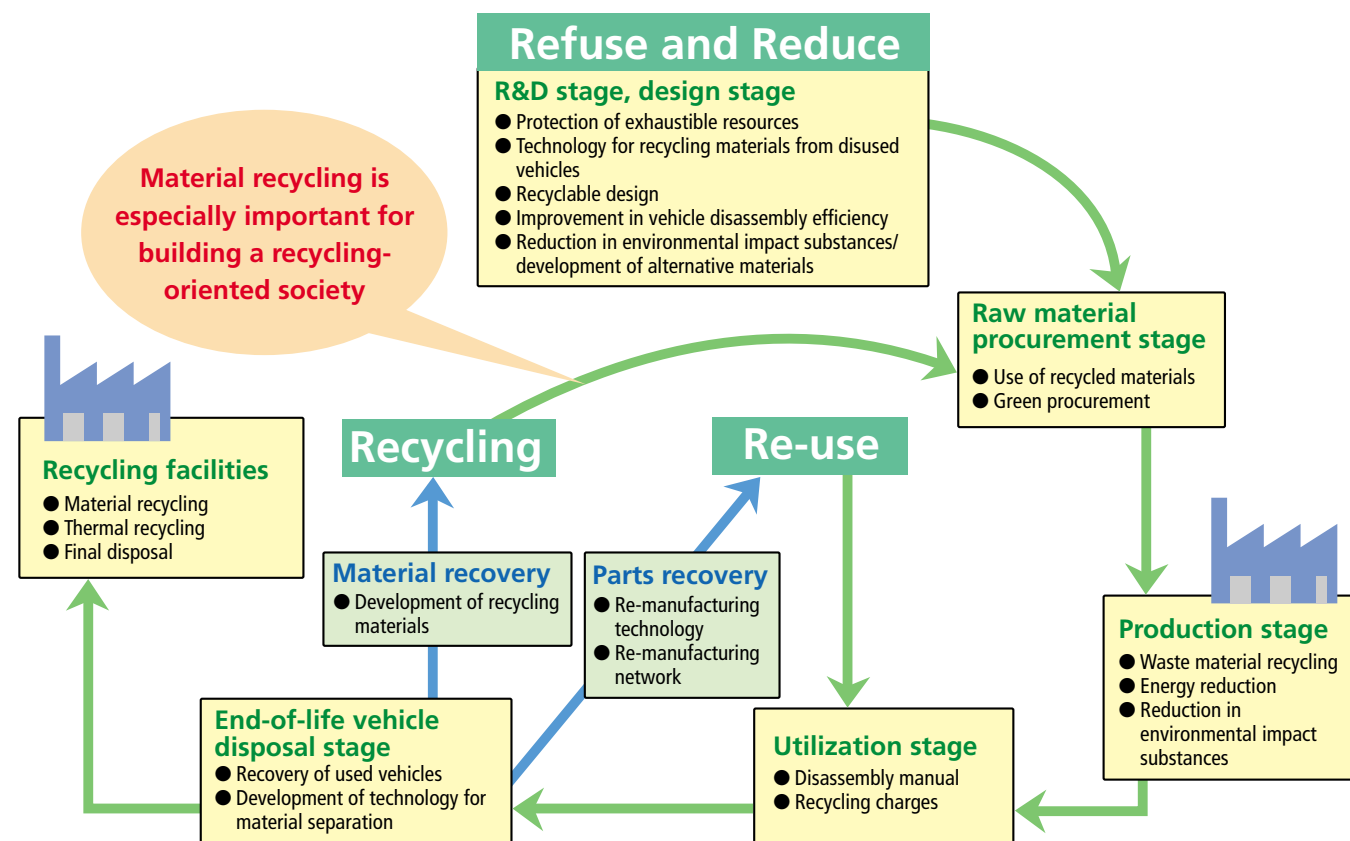 Refuse and Reduce
R&D stage, design stage
● Protection of exhaustible resources
● Technology for recycling materials from disused
vehicles
● Recyclable design
● Improvement in vehicle disassembly efficiency
● Reduction in environmental impact substances/
development of alternative materials
Material recycling is
especially important for
building a recycling-
oriented society
Raw material
procurement stage
● Use of recycled materials
● Green procurement
Recycling facilities
● Material recycling
● Thermal recycling
● Final disposal
Recycling
Re-use
Material recovery
● Development of recycling
materials
Parts recovery
● Re-manufacturing
technology
● Re-manufacturing
network
Production stage
● Waste material recycling
● Energy reduction
● Reduction in
environmental impact
substances
End-of-life vehicle
disposal stage
● Recovery of used vehicles
● Development of technology for
material separation
Utilization stage
● Disassembly manual
● Recycling charges